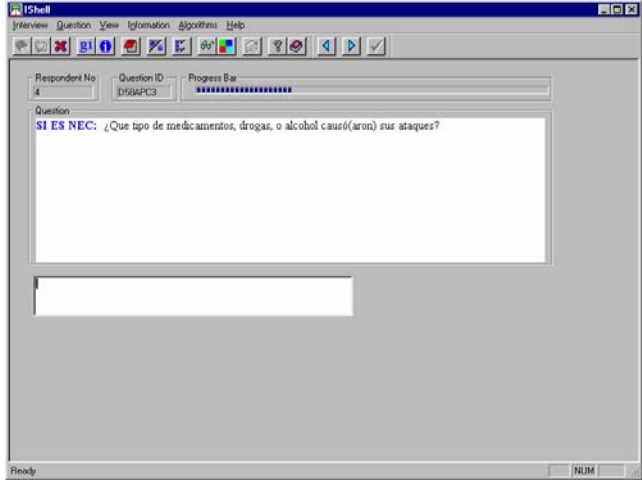 IShell
Interview Question View Information Algorithms Help
g1
Respondent No
Question ID
Progress Bar
4
D58APC3
Question
SI ES NEC: ¿Que tipo de medicamentos, drogas, o alcohol causó(aron) sus ataques?
Ready
NUM